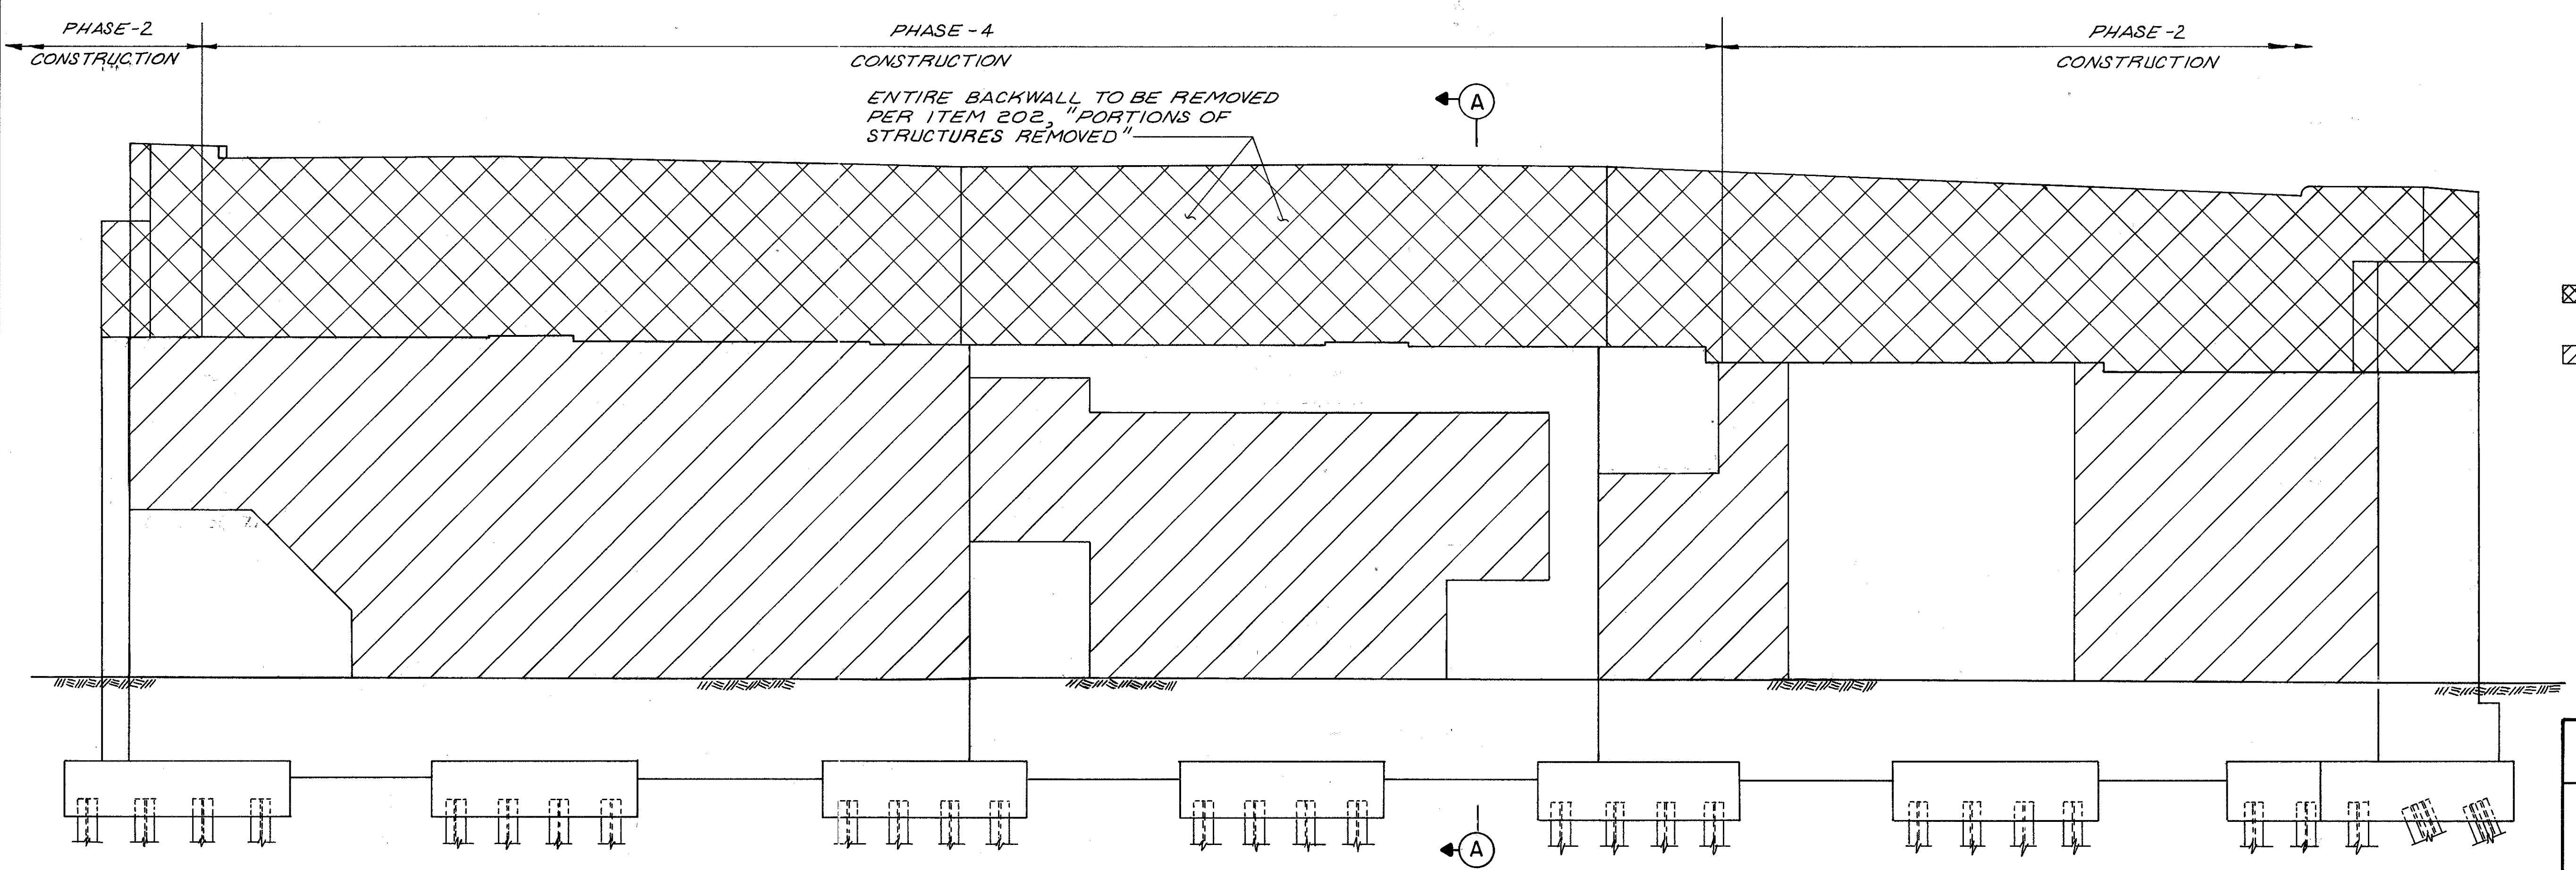 PHASE-2
CONSTRUCTION
PHASE-4
CONSTRUCTION
PHASE-2
CONSTRUCTION
ENTIRE BACKWALL TO BE REMOVED
PER ITEM 202, "PORTIONS OF
STRUCTURES REMOVED"
A
A